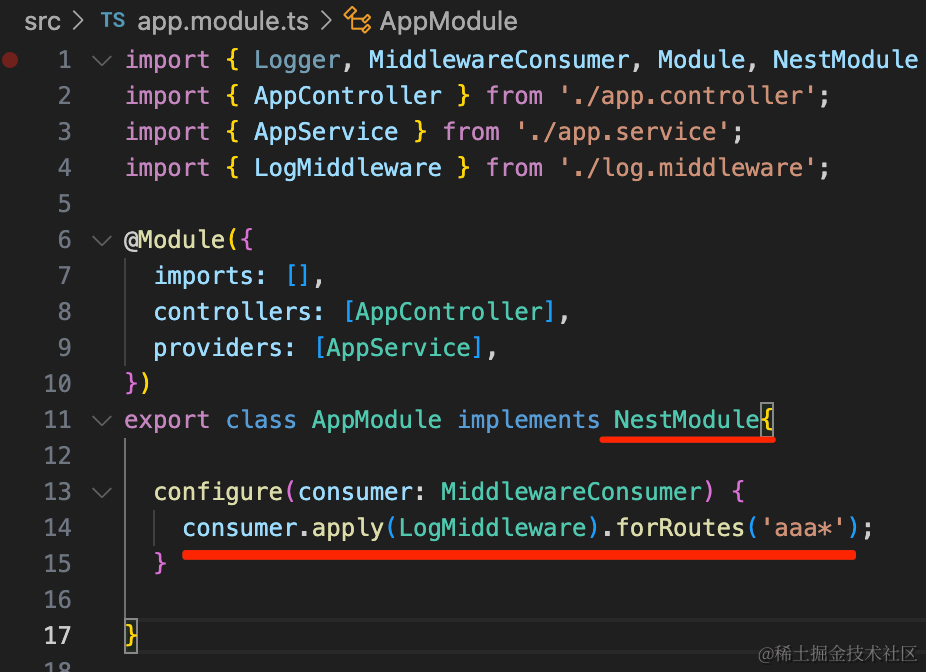 src > TS app.module.ts > AppModule
1 import { Logger, MiddlewareConsumer, Module, NestModule
2 import { AppController } from './app.controller';
3 import { AppService } from './app.service';
4 import { LogMiddleware } from './log.middleware';
5
6 @Module({
7 imports: [],
8 controllers: [AppController],
9 providers: [AppService],
10 })
11 export class AppModule implements NestModule{
12
13 configure(consumer: MiddlewareConsumer) {
14 consumer.apply(LogMiddleware).forRoutes('aaa*');
15 }
16
17 }
18
@稀土掘金技术社区